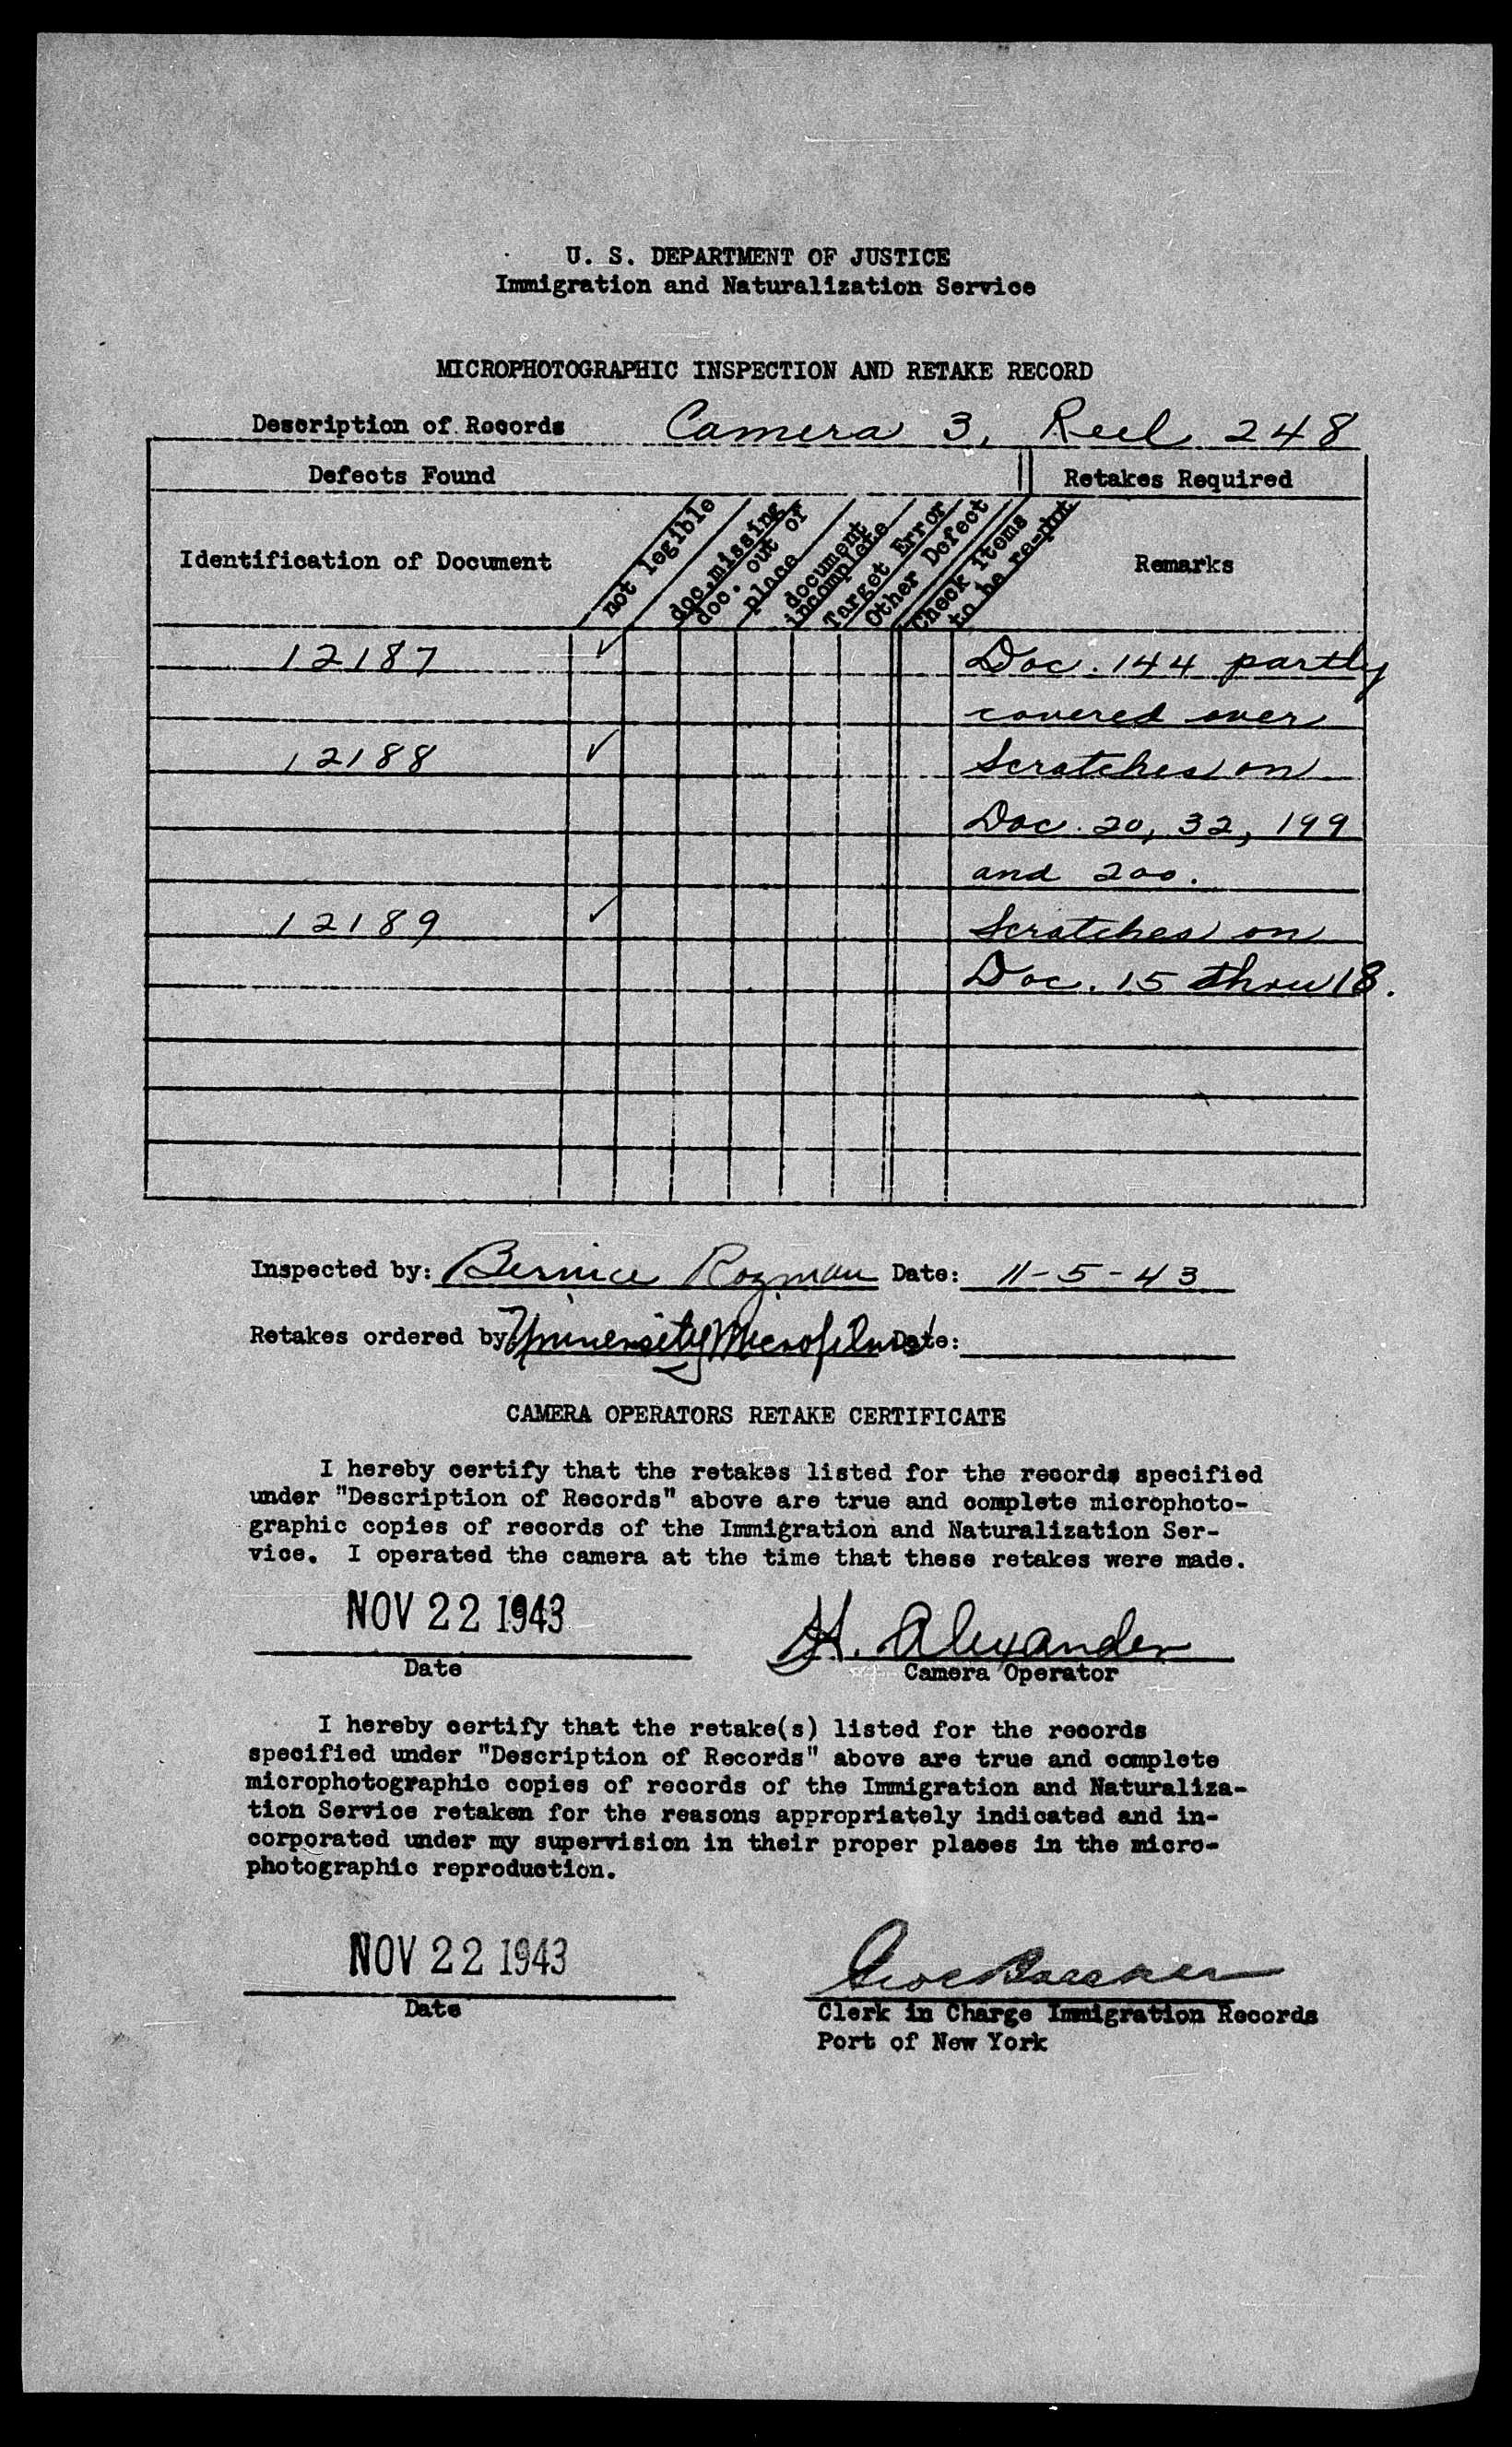 U. S. DEPARTMENT OF JUSTICE
Immigration and Naturalization Service
MICROPHOTOGRAPHIC INSPECTION AND RETAKE RECORD
Description of Records Camera 3, Reel 248
Defects Found Retakes Required
Identification of Document not legible doc. missing doc. out of place document incomplete Target Error Other Defect Check items to be re-phot Remarks
12187 ✓ Doc. 144 partly
covered over
12188 ✓ Scratches on
Doc. 20, 32, 199
and 200.
12189 ✓ Scratches on
Doc. 15 thru 18.
Inspected by: Bernice Rozman Date: 11-5-43
Retakes ordered by University Microfilms Date:
CAMERA OPERATORS RETAKE CERTIFICATE
I hereby certify that the retakes listed for the records specified
under "Description of Records" above are true and complete microphoto-
graphic copies of records of the Immigration and Naturalization Ser-
vice. I operated the camera at the time that these retakes were made.
NOV 22 1943 H. Alexander
Date Camera Operator
I hereby certify that the retake(s) listed for the records
specified under "Description of Records" above are true and complete
microphotographic copies of records of the Immigration and Naturaliza-
tion Service retaken for the reasons appropriately indicated and in-
corporated under my supervision in their proper places in the micro-
photographic reproduction.
NOV 22 1943
Date Clerk in Charge Immigration Records
Port of New York